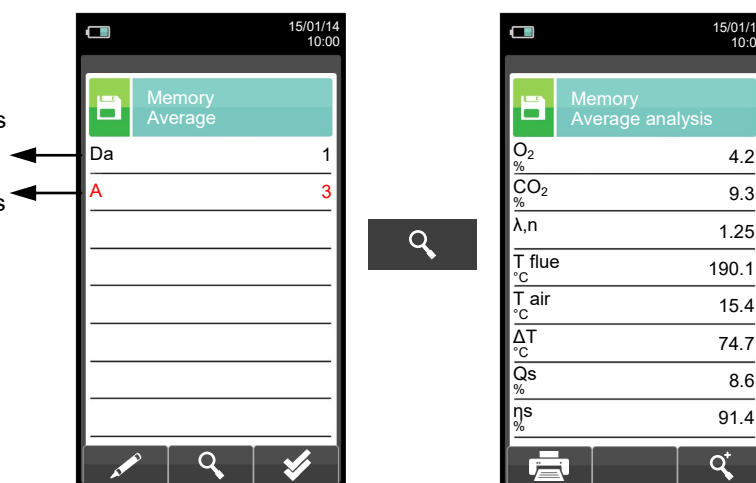 15/01/14
10:00
Memory
Average
Da 1
A 3
s
s
15/01/1
10:0
Memory
Average analysis
O₂
% 4.2
CO₂
% 9.3
λ,n 1.25
T flue
°C 190.1
T air
°C 15.4
ΔT
°C 74.7
Qs
% 8.6
ηs
% 91.4